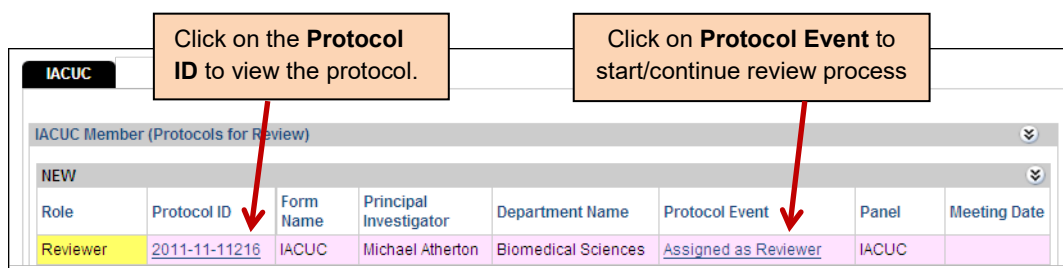 Click on the Protocol
ID to view the protocol.
Click on Protocol Event to
start/continue review process
IACUC
IACUC Member (Protocols for Review)
NEW
Role Protocol ID Form Name Principal Investigator Department Name Protocol Event Panel Meeting Date
Reviewer 2011-11-11216 IACUC Michael Atherton Biomedical Sciences Assigned as Reviewer IACUC